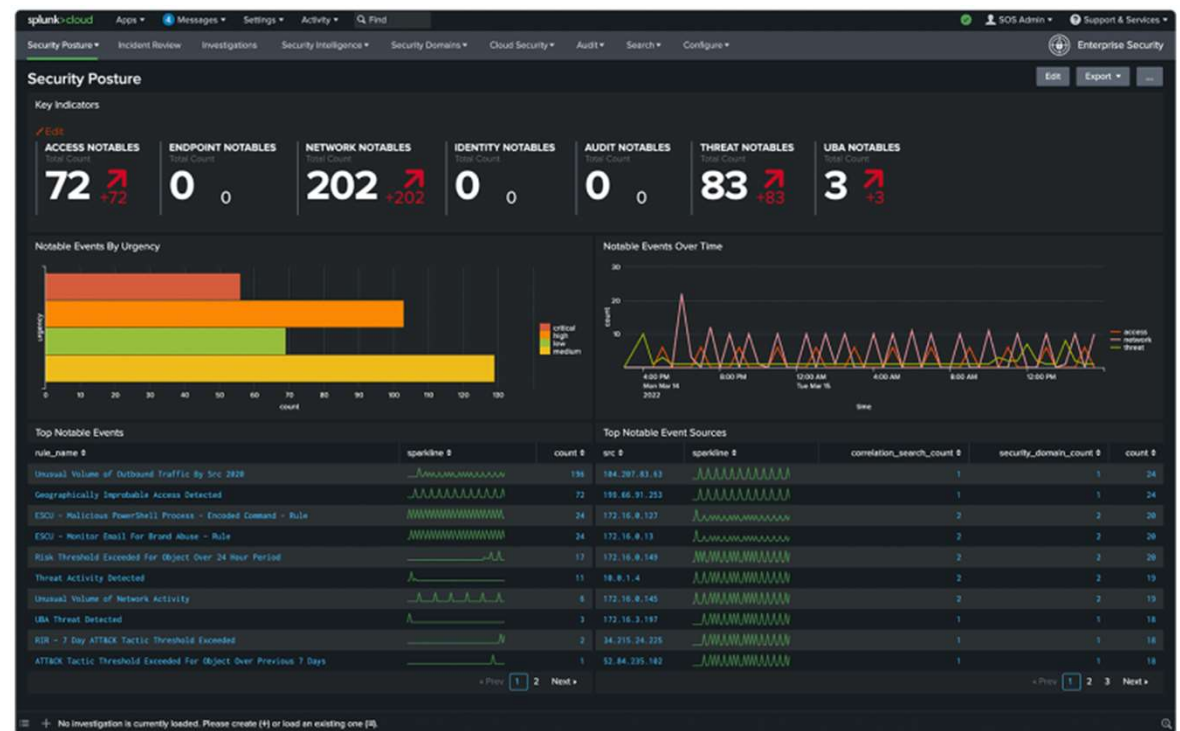 splunk>cloud Apps ▾ 4 Messages ▾ Settings ▾ Activity ▾ Find SOS Admin ▾ Support & Services ▾
Security Posture ▾ Incident Review Investigations Security Intelligence ▾ Security Domains ▾ Cloud Security ▾ Audit ▾ Search ▾ Configure ▾ Enterprise Security
Security Posture Edit Export ▾ ...
Key Indicators
Edit
ACCESS NOTABLES ENDPOINT NOTABLES NETWORK NOTABLES IDENTITY NOTABLES AUDIT NOTABLES THREAT NOTABLES UBA NOTABLES
Total Count Total Count Total Count Total Count Total Count Total Count Total Count
72 +72 0 0 202 +202 0 0 0 0 83 +83 3 +3
Notable Events By Urgency
urgency
critical
high
low
medium
0 10 20 30 40 50 60 70 80 90 100 110 120 130
count
Notable Events Over Time
30
20
10
count
access
network
threat
4:00 PM 8:00 PM 12:00 AM 4:00 AM 8:00 AM 12:00 PM
Mon Mar 14 Tue Mar 15
2022
time
Top Notable Events
rule_name sparkline count
Unusual Volume of Outbound Traffic By Src 2020 196
Geographically Improbable Access Detected 72
ESCU - Malicious PowerShell Process - Encoded Command - Rule 24
ESCU - Monitor Email For Brand Abuse - Rule 24
Risk Threshold Exceeded For Object Over 24 Hour Period 17
Threat Activity Detected 11
Unusual Volume of Network Activity 6
UBA Threat Detected 3
RIR - 7 Day ATT&CK Tactic Threshold Exceeded 2
ATT&CK Tactic Threshold Exceeded For Object Over Previous 7 Days 1
« Prev 1 2 Next »
Top Notable Event Sources
src sparkline correlation_search_count security_domain_count count
104.207.83.63 1 1 24
1 1 24
172.16.0.127 2 2 20
172.16.0.13 2 2 20
172.16.0.149 2 2 20
10.0.1.4 2 2 19
172.16.0.145 2 2 19
172.16.3.197 1 1 18
34.215.24.225 1 1 18
52.84.235.102 1 1 18
« Prev 1 2 3 Next »
No investigation is currently loaded. Please create (+) or load an existing one (≡).